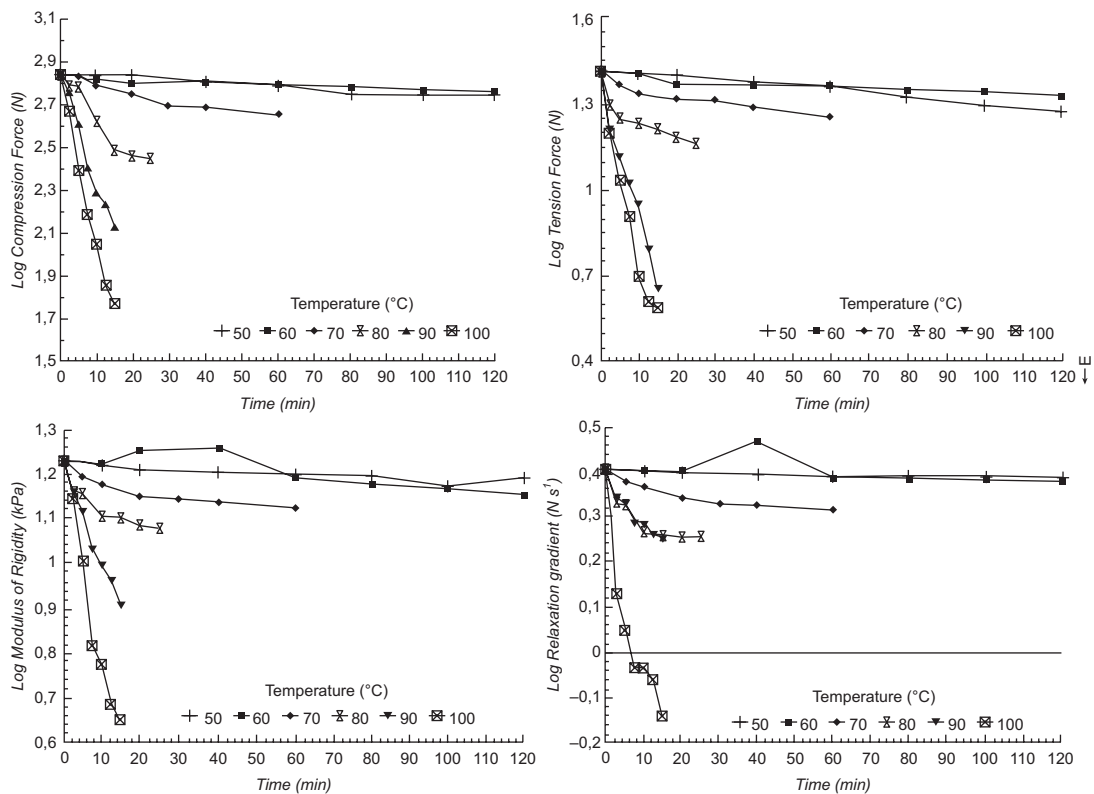 3,1
2,9
2,7
2,5
2,3
2,1
1,9
1,7
1,5
Log Compression Force (N)
Temperature (°C)
50 60 70 80 90 100
0 10 20 30 40 50 60 70 80 90 100 110 120
Time (min)
1,6
1,3
1
0.7
0.4
Log Tension Force (N)
Temperature (°C)
50 60 70 80 90 100
0 10 20 30 40 50 60 70 80 90 100 110 120
Time (min)
E
1,3
1,2
1,1
1
0,9
0,8
0,7
0,6
Log Modulus of Rigidity (kPa)
Temperature (°C)
50 60 70 80 90 100
0 10 20 30 40 50 60 70 80 90 100 110 120
Time (min)
0,5
0,4
0,3
0,2
0,1
0
–0,1
–0,2
Log Relaxation gradient (N s¹)
Temperature (°C)
50 60 70 80 90 100
0 10 20 30 40 50 60 70 80 90 100 110 120
Time (min)